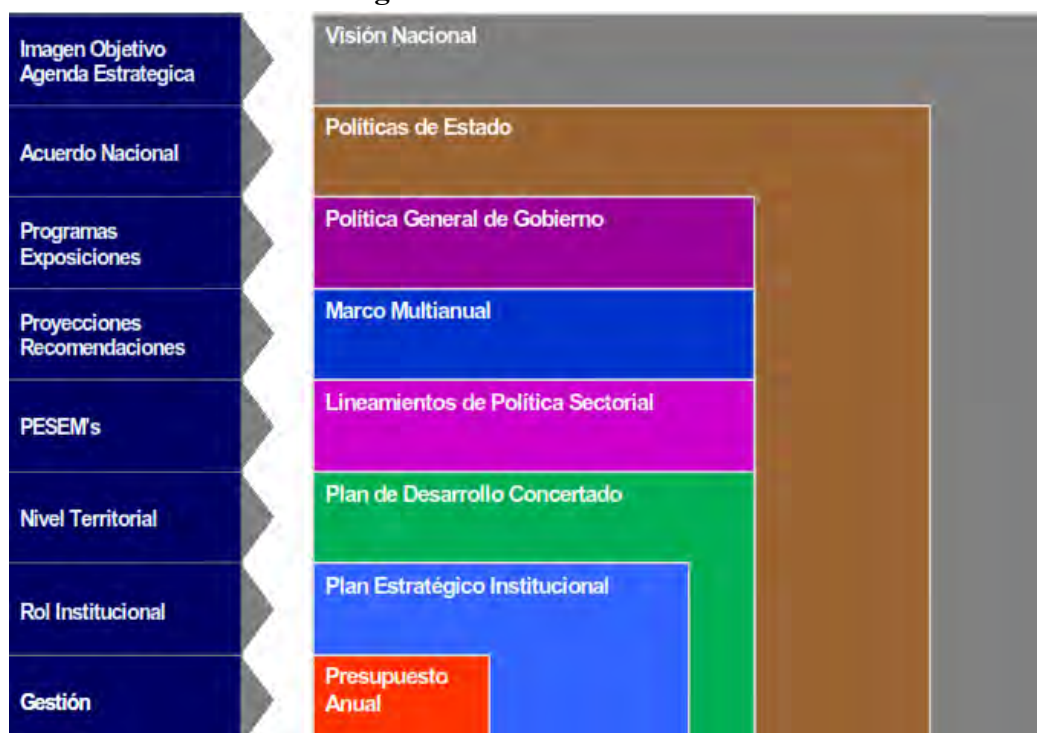 Imagen Objetivo
Agenda Estrategica
Visión Nacional
Acuerdo Nacional
Políticas de Estado
Programas
Exposiciones
Política General de Gobierno
Proyecciones
Recomendaciones
Marco Multianual
PESEM's
Lineamientos de Política Sectorial
Nivel Territorial
Plan de Desarrollo Concertado
Rol Institucional
Plan Estratégico Institucional
Gestión
Presupuesto
Anual